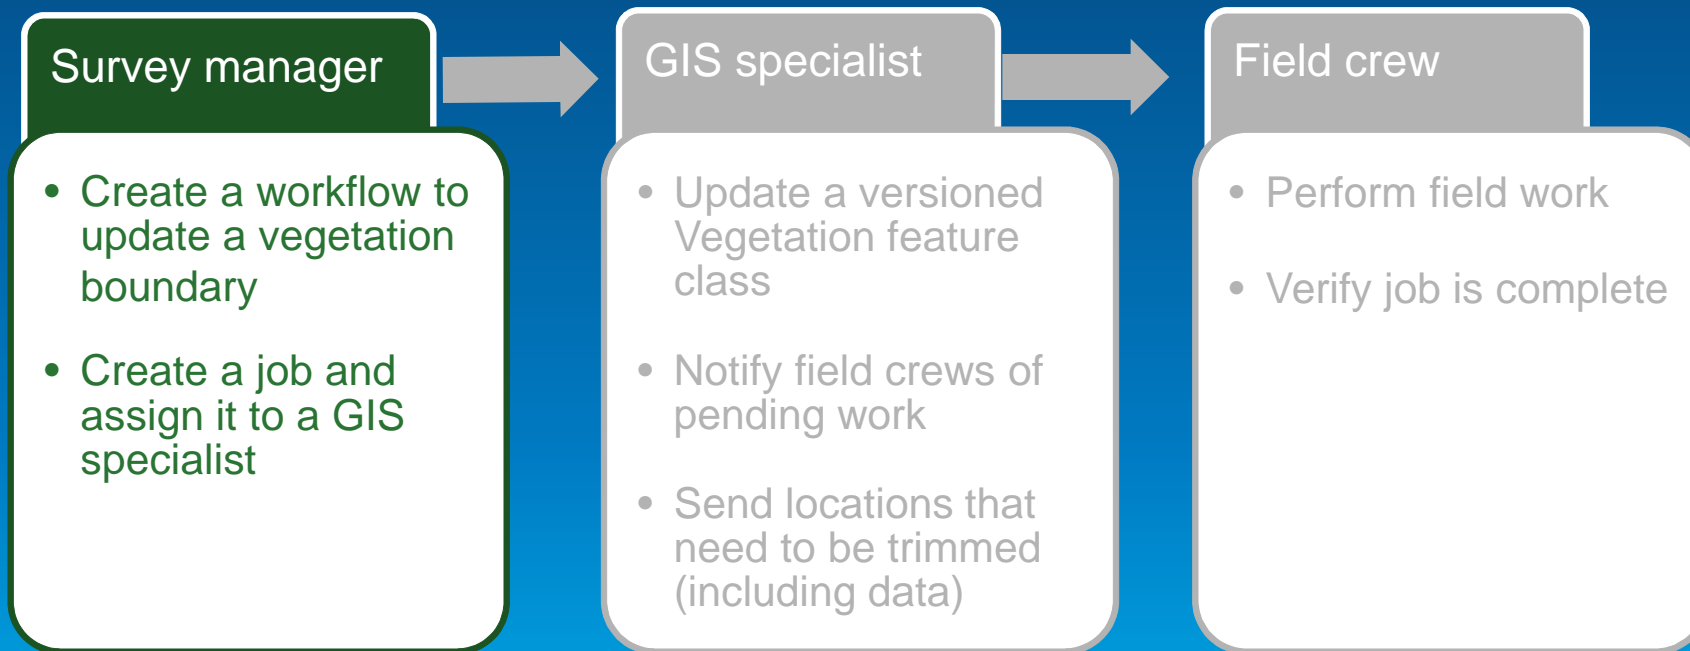 Survey manager
• Create a workflow to
update a vegetation
boundary
• Create a job and
assign it to a GIS
specialist
GIS specialist
• Update a versioned
Vegetation feature
class
• Notify field crews of
pending work
• Send locations that
need to be trimmed
(including data)
Field crew
• Perform field work
• Verify job is complete